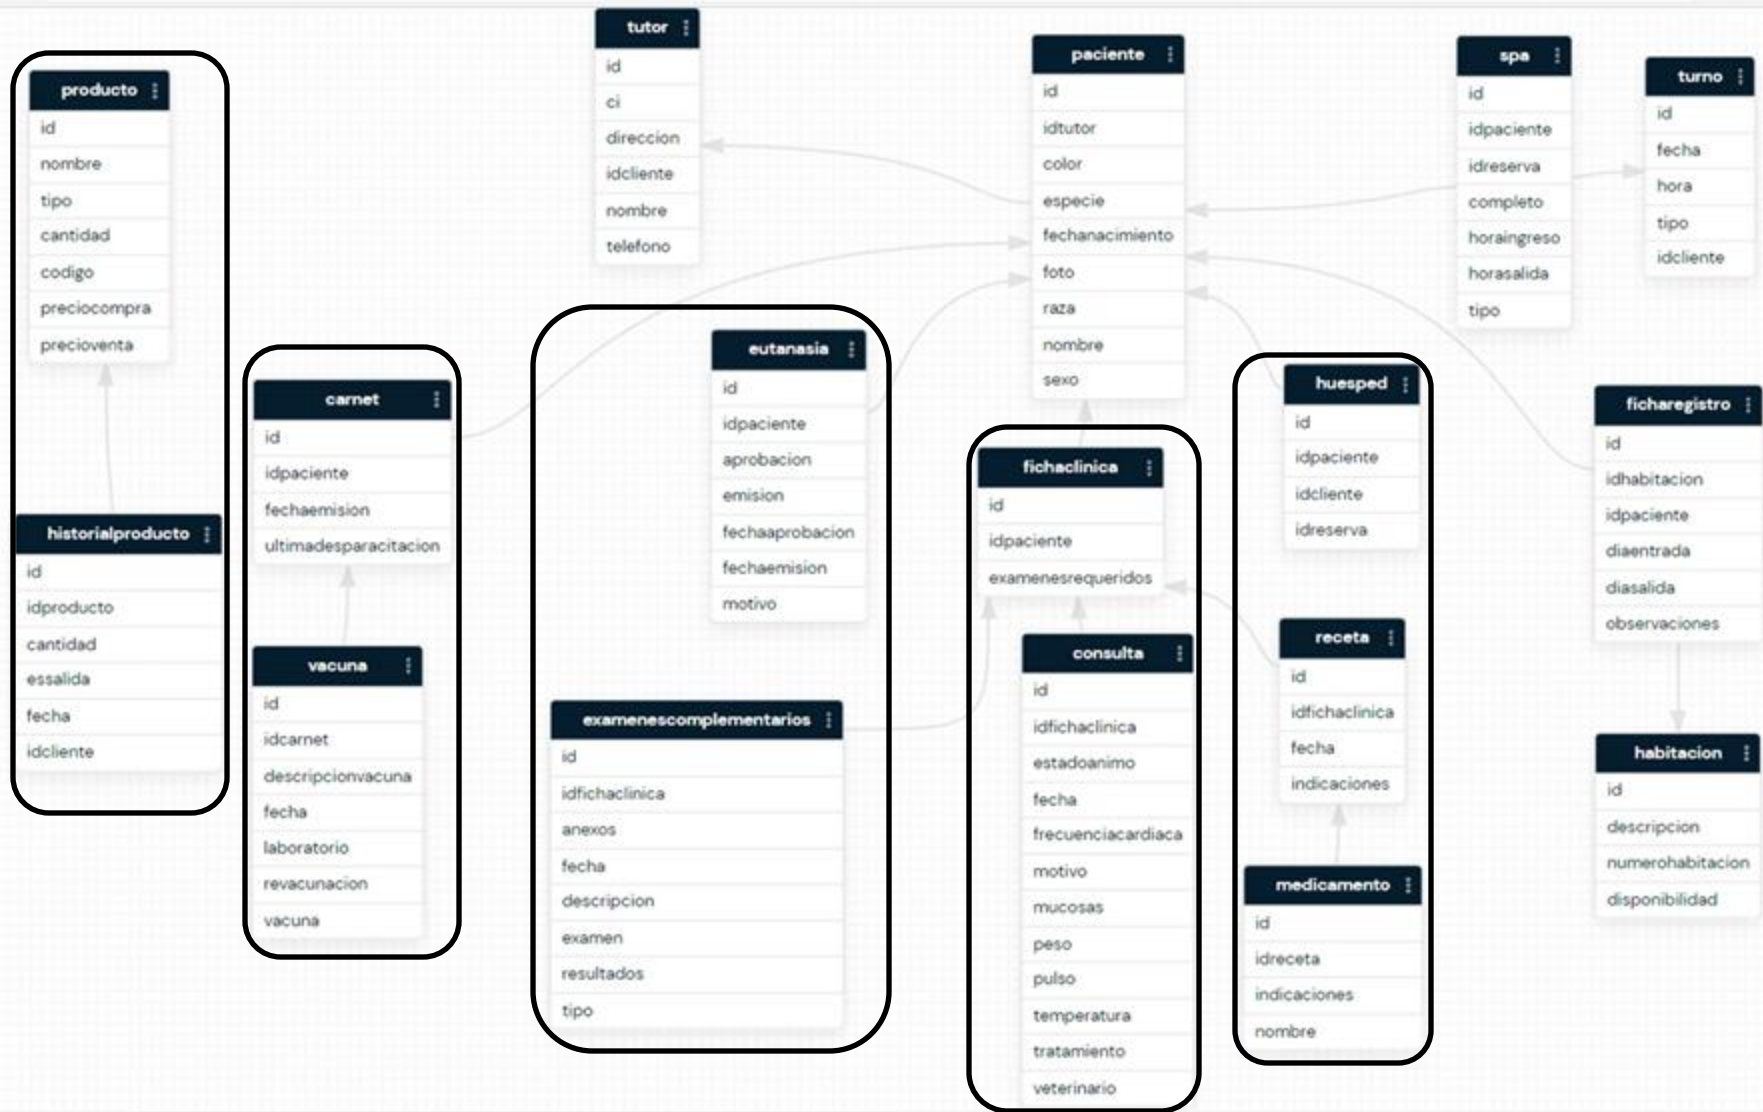 producto
id
nombre
tipo
cantidad
codigo
preciocompra
precioventa
historialproducto
id
idproducto
cantidad
essalida
fecha
idcliente
carnet
id
idpaciente
fechaemision
ultimadesparacitacion
vacuna
id
idcarnet
descripcionvacuna
fecha
laboratorio
revacunacion
vacuna
tutor
id
ci
direccion
idcliente
nombre
telefono
eutanasia
id
idpaciente
aprobacion
emision
fechaaprobacion
fechaemision
motivo
examenescomplementarios
id
idfichaclinica
anexos
fecha
descripcion
examen
resultados
tipo
paciente
id
idtutor
color
especie
fechanacimiento
foto
raza
nombre
sexo
fichaclinica
id
idpaciente
examenesrequeridos
consulta
id
idfichaclinica
estadoanimo
fecha
frecuenciacardiaca
motivo
mucosas
peso
pulso
temperatura
tratamiento
veterinario
huesped
id
idpaciente
idcliente
idreserva
receta
id
idfichaclinica
fecha
indicaciones
medicamento
id
idreceta
indicaciones
nombre
spa
id
idpaciente
idreserva
completo
horaingreso
horasalida
tipo
turno
id
fecha
hora
tipo
idcliente
ficharegistro
id
idhabitacion
idpaciente
diaentrada
diasalida
observaciones
habitacion
id
descripcion
numerohabitacion
disponibilidad